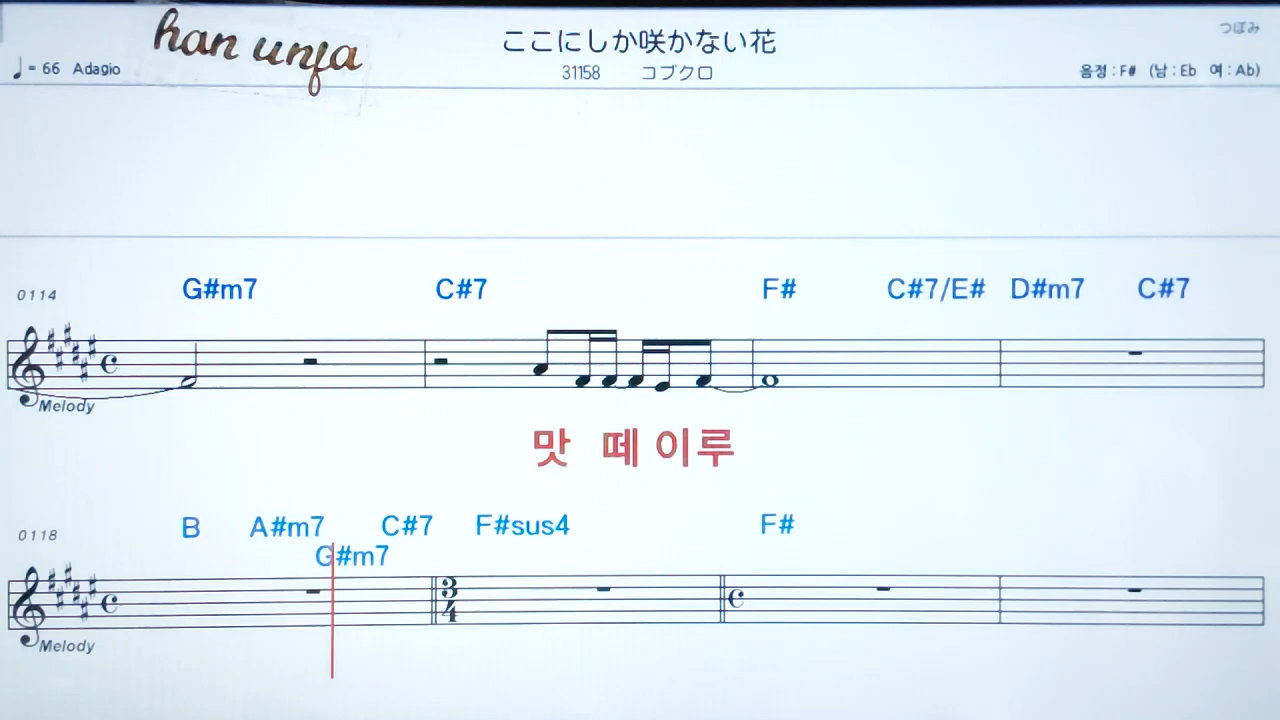 han unja
ここにしか咲かない花
つぼみ
♩= 66 Adagio
31158 コブクロ
음정 : F# (남 : Eb 여 : Ab)
0114
G#m7 C#7 F# C#7/E# D#m7 C#7
Melody
맛 떼 이루
0118
B A#m7 C#7 F#sus4 F#
G#m7
3
4
Melody